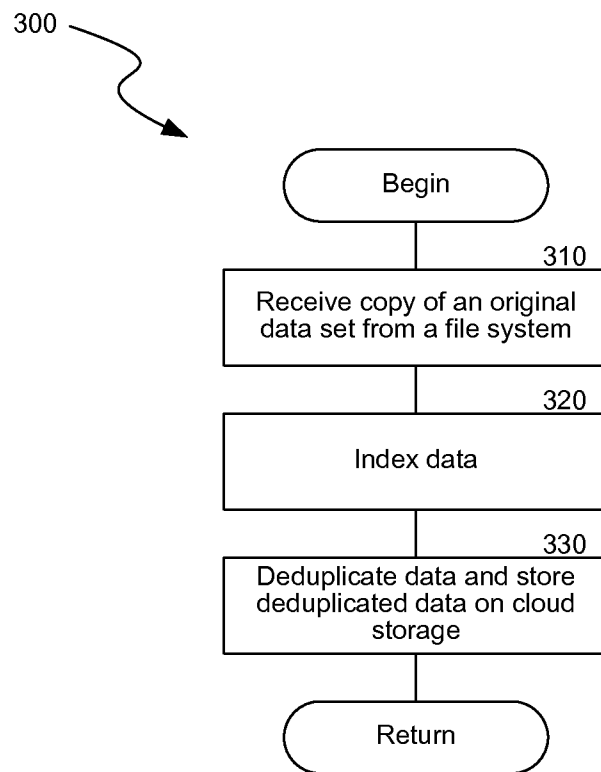 300
Begin
310
Receive copy of an original
data set from a file system
320
Index data
330
Deduplicate data and store
deduplicated data on cloud
storage
Return